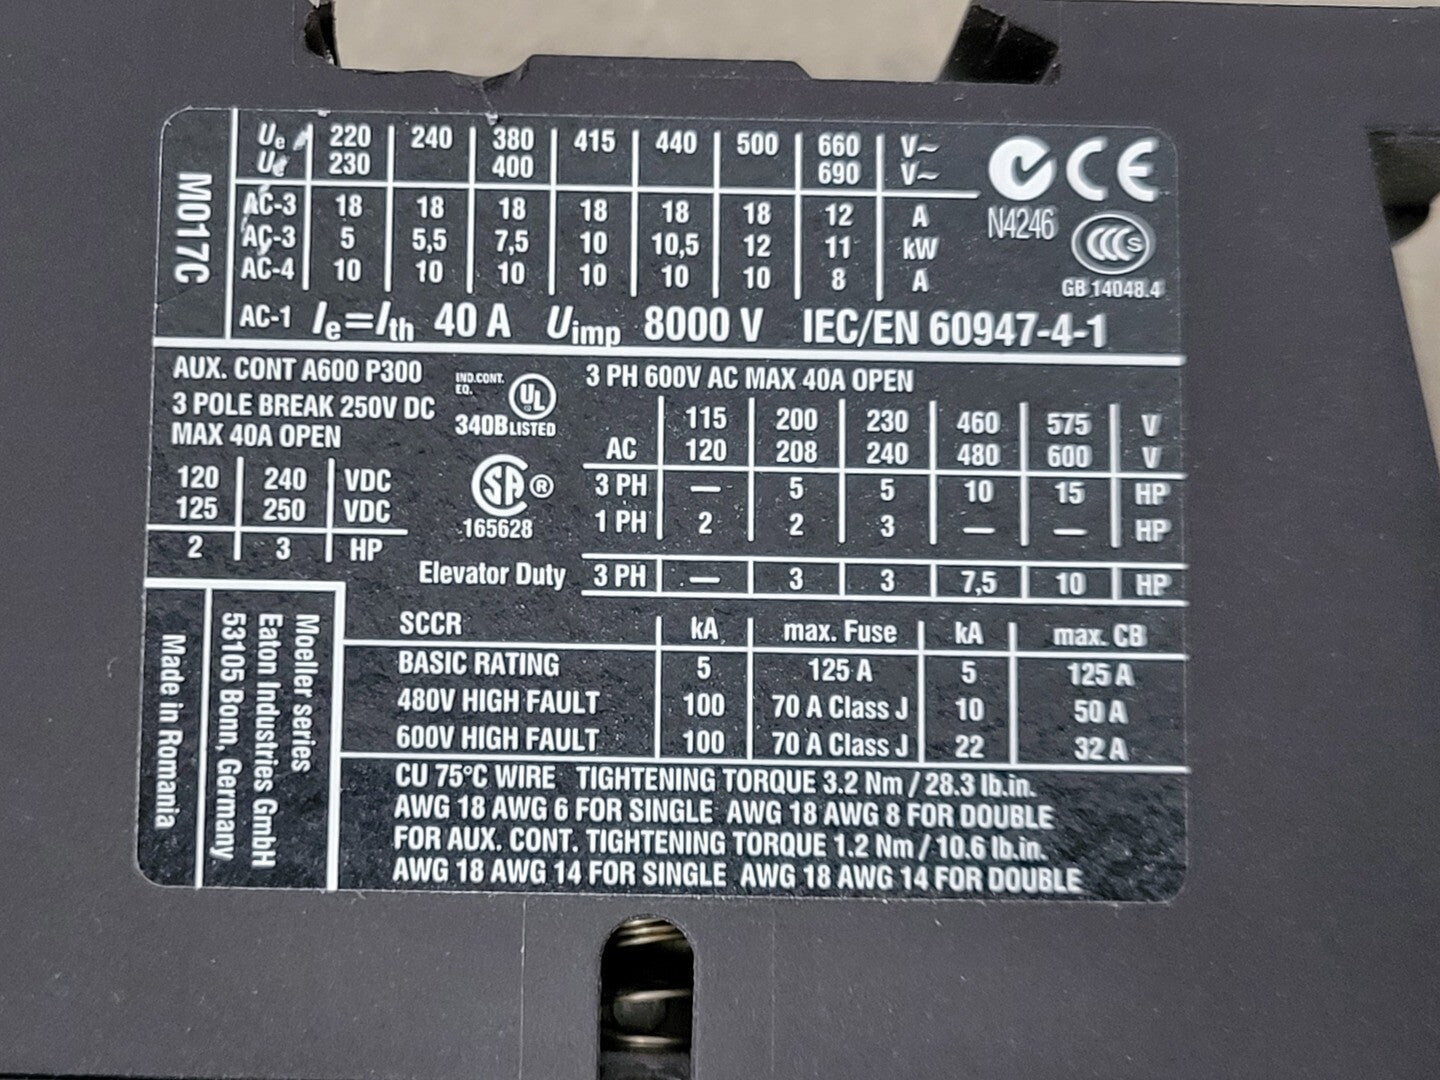 M017C
Ue 220 240 380 415 440 500 660 V~
Ue 230 400 690 V~
AC-3 18 18 18 18 18 18 12 A
AC-3 5 5,5 7,5 10 10,5 12 11 kW
AC-4 10 10 10 10 10 10 8 A
AC-1 Ie=Ith 40 A Uimp 8000 V IEC/EN 60947-4-1
CE
N4246
CCC S
GB 14048.4
AUX. CONT A600 P300
3 POLE BREAK 250V DC
MAX 40A OPEN
120 240 VDC
125 250 VDC
2 3 HP
IND.CONT.
EQ.
UL
340B LISTED
SA ®
165628
3 PH 600V AC MAX 40A OPEN
115 200 230 460 575 V
AC 120 208 240 480 600 V
3 PH — 5 5 10 15 HP
1 PH 2 2 3 — — HP
Elevator Duty 3 PH — 3 3 7,5 10 HP
SCCR kA max. Fuse kA max. CB
BASIC RATING 5 125 A 5 125 A
480V HIGH FAULT 100 70 A Class J 10 50 A
600V HIGH FAULT 100 70 A Class J 22 32 A
CU 75°C WIRE TIGHTENING TORQUE 3.2 Nm / 28.3 lb.in.
AWG 18 AWG 6 FOR SINGLE AWG 18 AWG 8 FOR DOUBLE
FOR AUX. CONT. TIGHTENING TORQUE 1.2 Nm / 10.6 lb.in.
AWG 18 AWG 14 FOR SINGLE AWG 18 AWG 14 FOR DOUBLE
Moeller series
Eaton Industries GmbH
53105 Bonn, Germany
Made in Romania